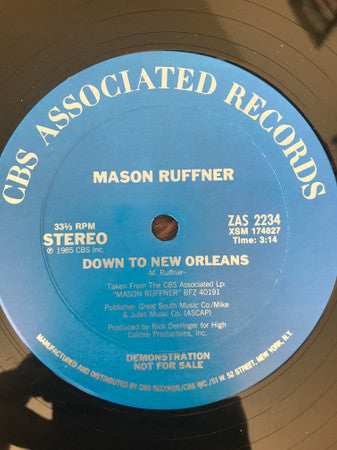 CBS ASSOCIATED RECORDS
MASON RUFFNER
33⅓ RPM
STEREO
℗ 1985 CBS Inc.
ZAS 2234
XSM 174827
Time: 3:14
DOWN TO NEW ORLEANS
-M. Ruffner-
Taken From The CBS Associated Lp:
"MASON RUFFNER" BFZ 40191
Publisher: Great South Music Co./Mike
& Jules Music Co. (ASCAP)
Produced by Rick Derringer for High
Calibre Productions, Inc.
DEMONSTRATION
NOT FOR SALE
MANUFACTURED AND DISTRIBUTED BY CBS RECORDS/CBS INC./51 W. 52 STREET, NEW YORK, N.Y.